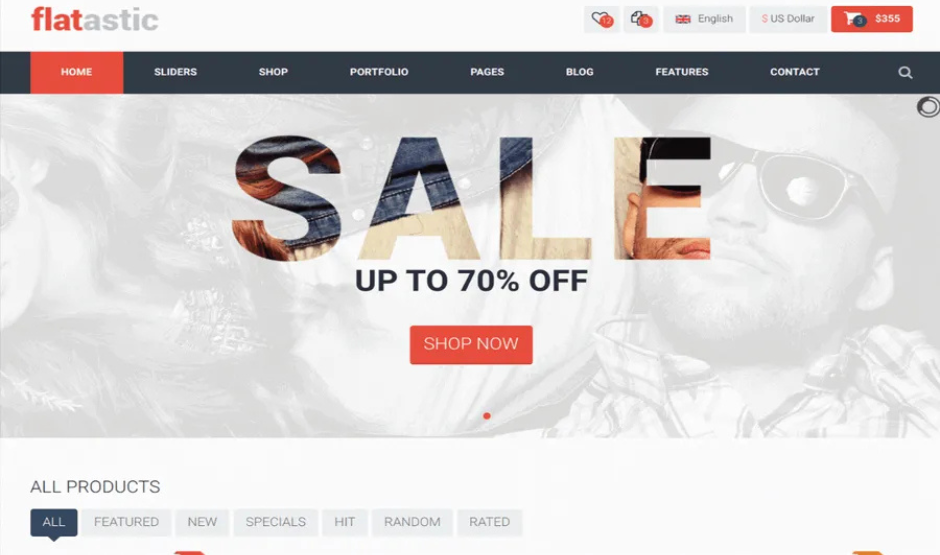 flatastic
12
3
English
$ US Dollar
3
$355
HOME
SLIDERS
SHOP
PORTFOLIO
PAGES
BLOG
FEATURES
CONTACT
SALE
UP TO 70% OFF
SHOP NOW
ALL PRODUCTS
ALL
FEATURED
NEW
SPECIALS
HIT
RANDOM
RATED